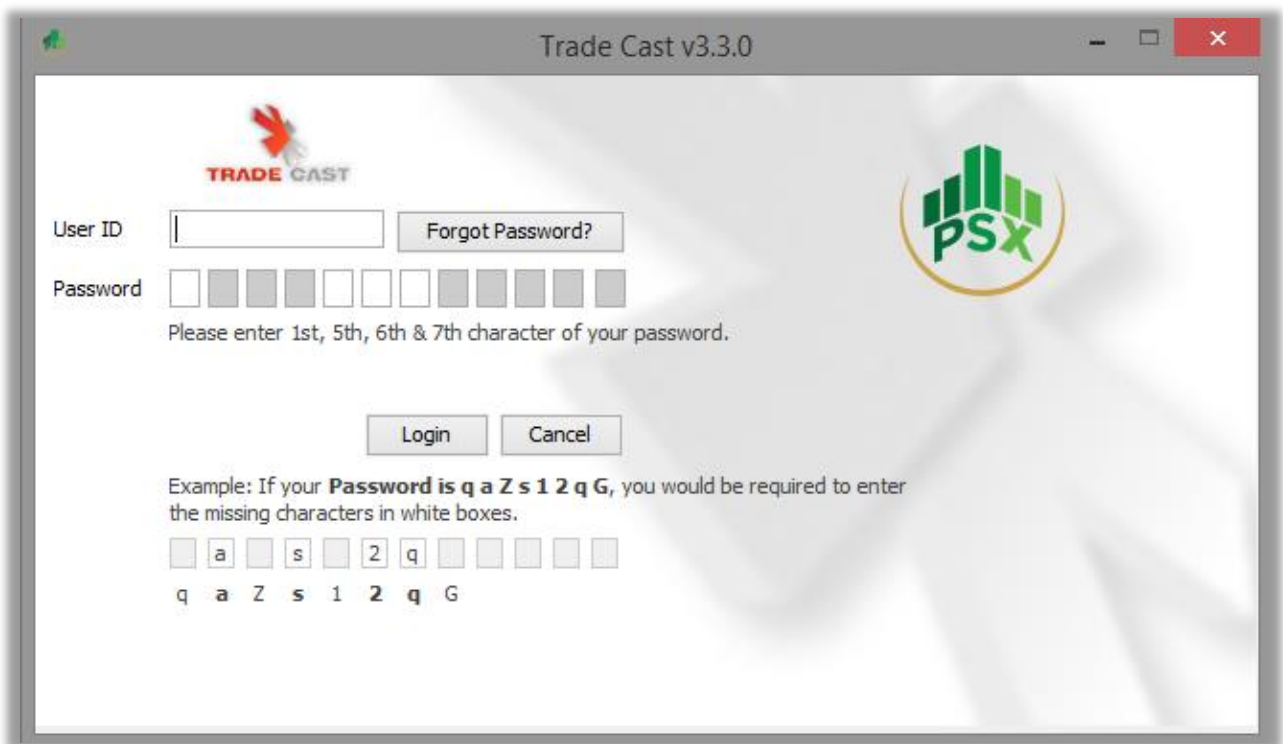 Trade Cast v3.3.0
TRADE CAST
PSX
User ID
Forgot Password?
Password
Please enter 1st, 5th, 6th & 7th character of your password.
Login Cancel
Example: If your Password is q a Z s 1 2 q G, you would be required to enter
the missing characters in white boxes.
a s 2 q
q a Z s 1 2 q G